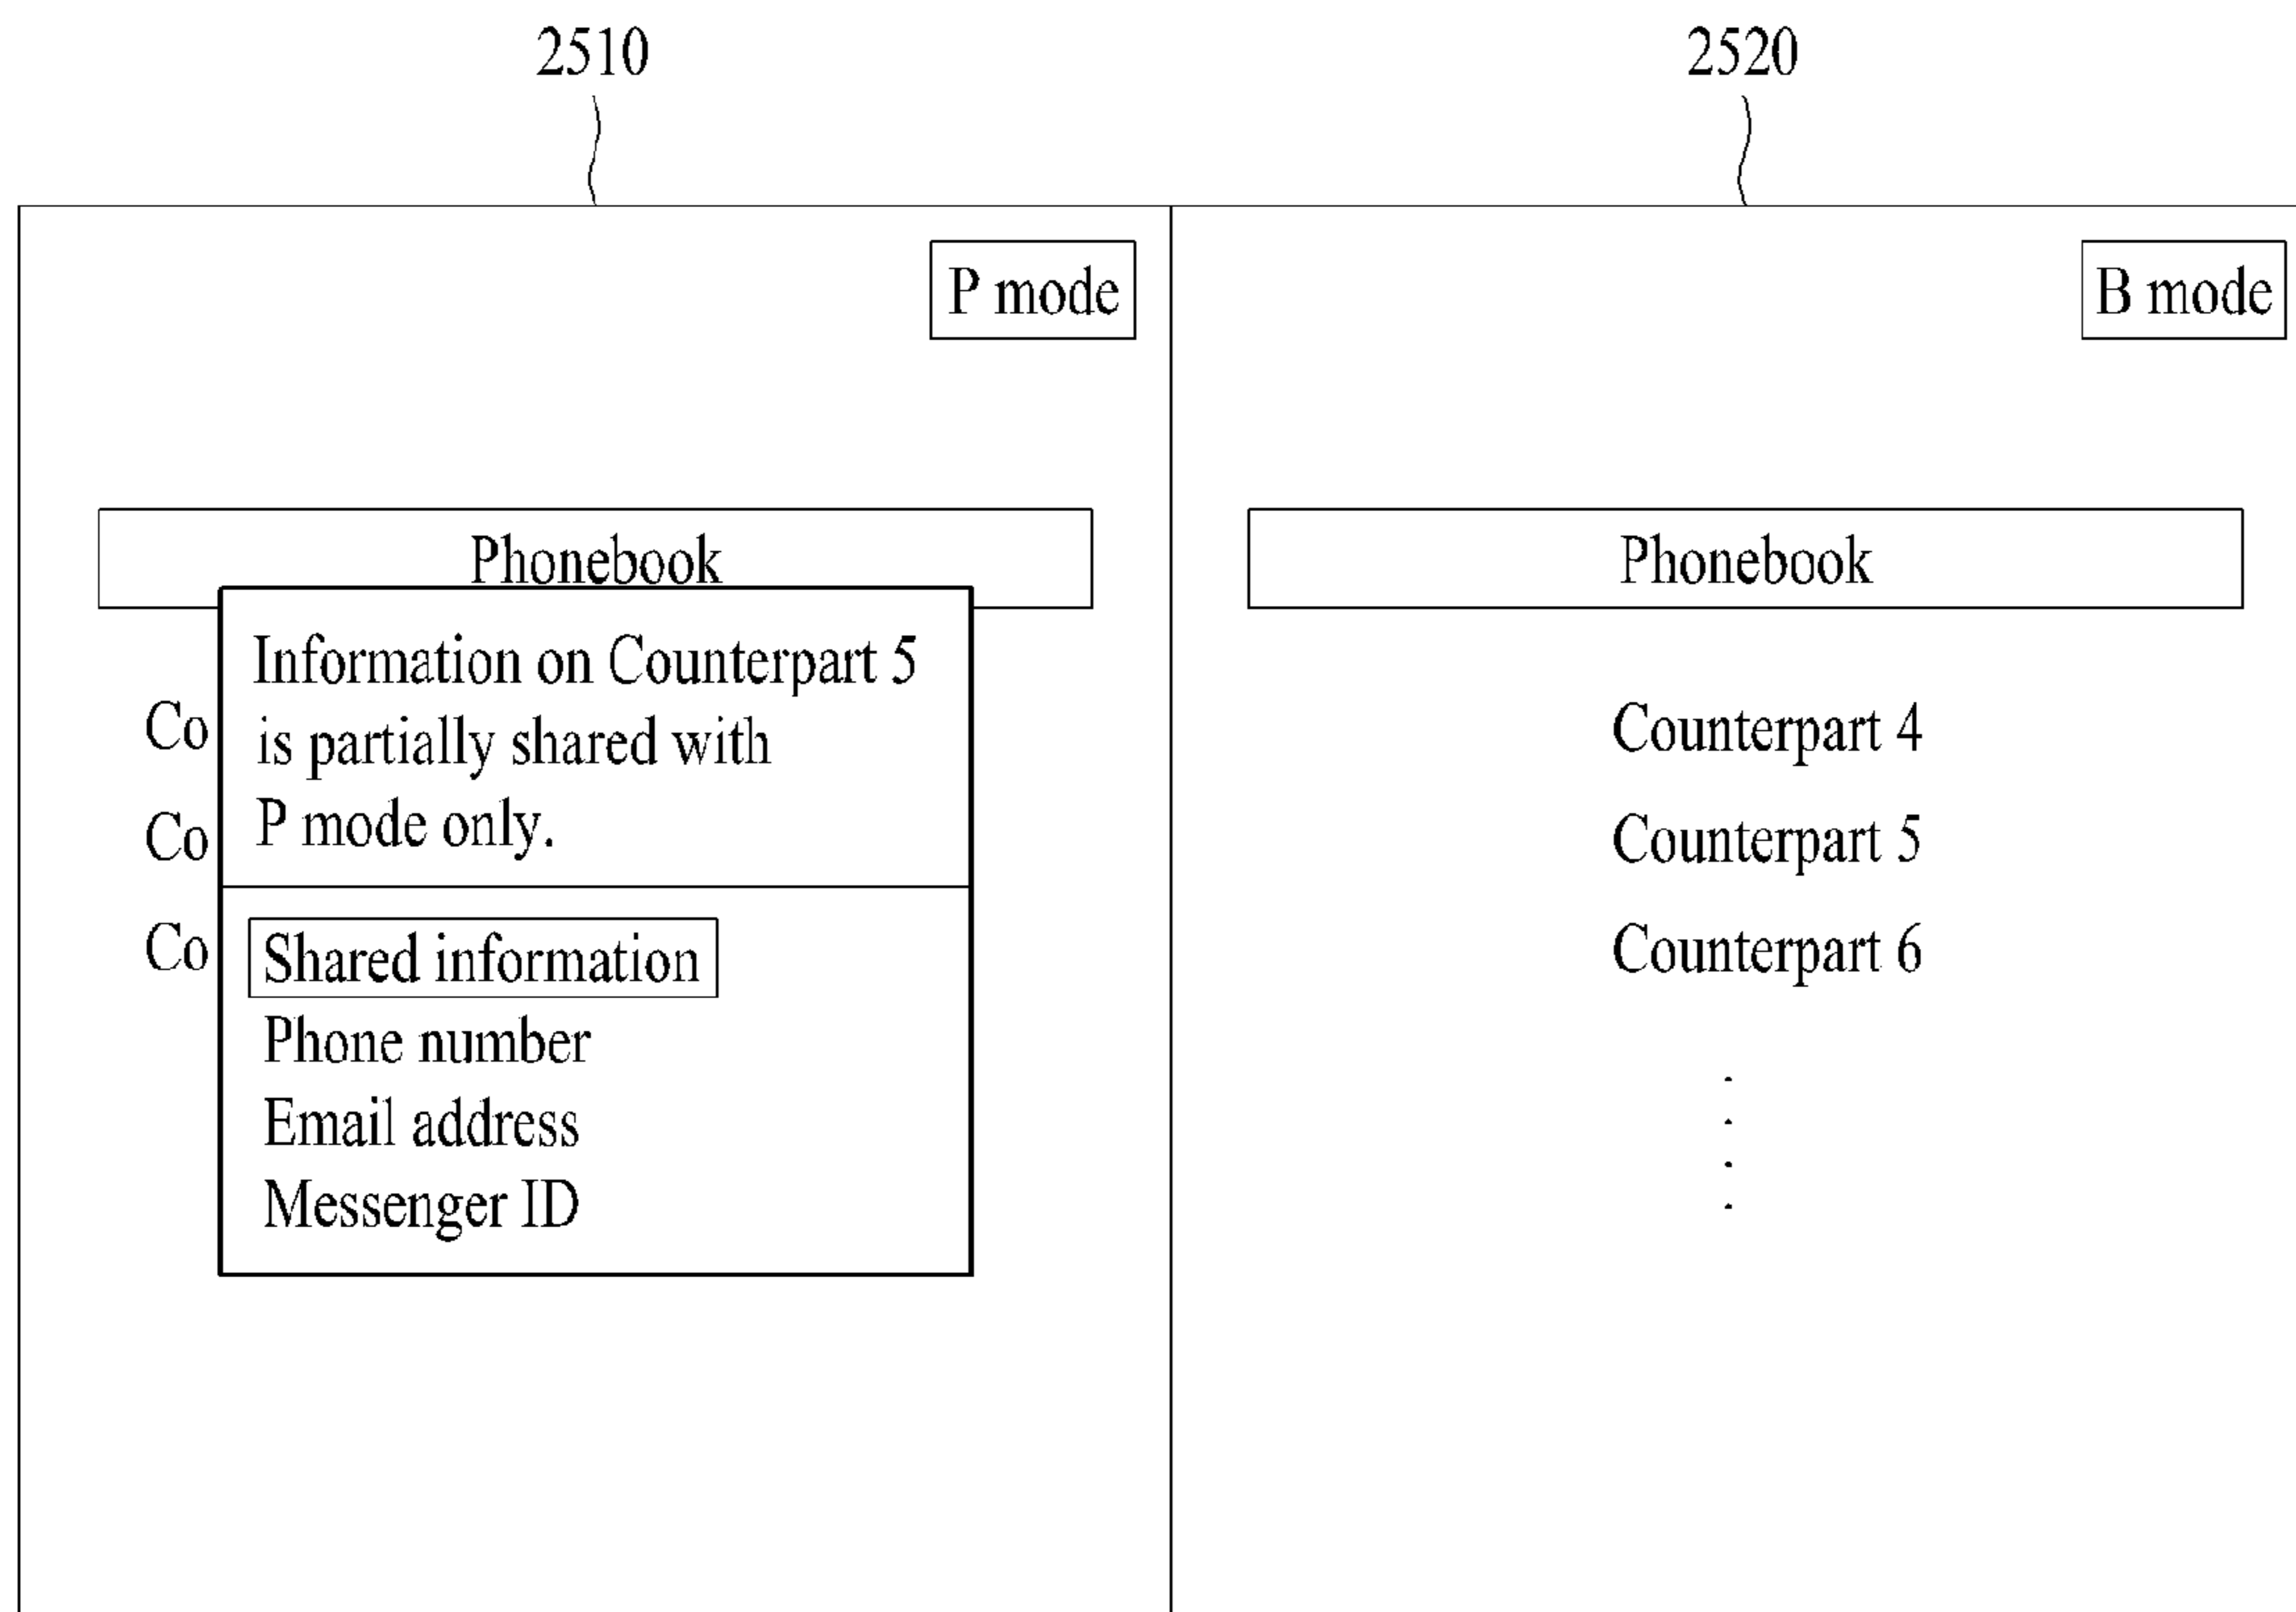 2510
2520
P mode
B mode
Phonebook
Information on Counterpart 5
is partially shared with
P mode only.
Co
Co
Co
Shared information
Phone number
Email address
Messenger ID
Phonebook
Counterpart 4
Counterpart 5
Counterpart 6